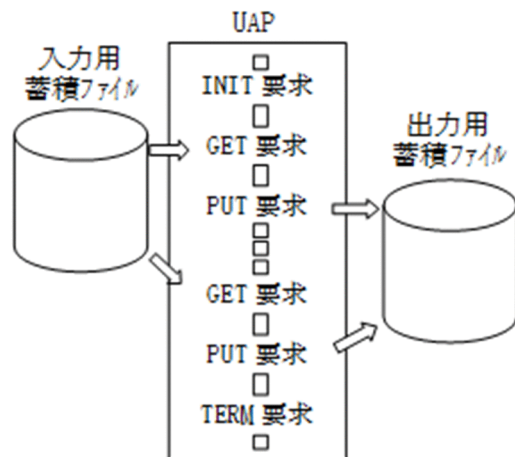 UAP
入力用
蓄積ファイル
INIT 要求
GET 要求
PUT 要求
GET 要求
PUT 要求
TERM 要求
出力用
蓄積ファイル